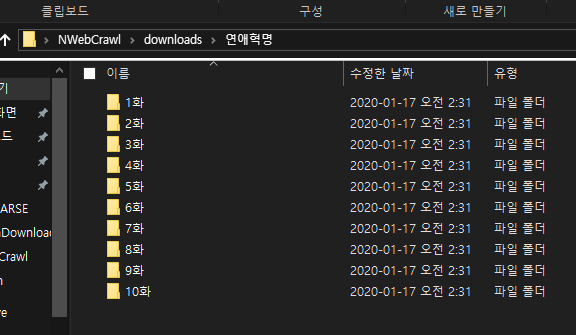 클립보드 구성 새로 만들기
NWebCrawl > downloads > 연애혁명
이름 수정한 날짜 유형
기
화면
드
ARSE
Download
Crawl
n
ve
1화 2020-01-17 오전 2:31 파일 폴더
2화 2020-01-17 오전 2:31 파일 폴더
3화 2020-01-17 오전 2:31 파일 폴더
4화 2020-01-17 오전 2:31 파일 폴더
5화 2020-01-17 오전 2:31 파일 폴더
6화 2020-01-17 오전 2:31 파일 폴더
7화 2020-01-17 오전 2:31 파일 폴더
8화 2020-01-17 오전 2:31 파일 폴더
9화 2020-01-17 오전 2:31 파일 폴더
10화 2020-01-17 오전 2:31 파일 폴더